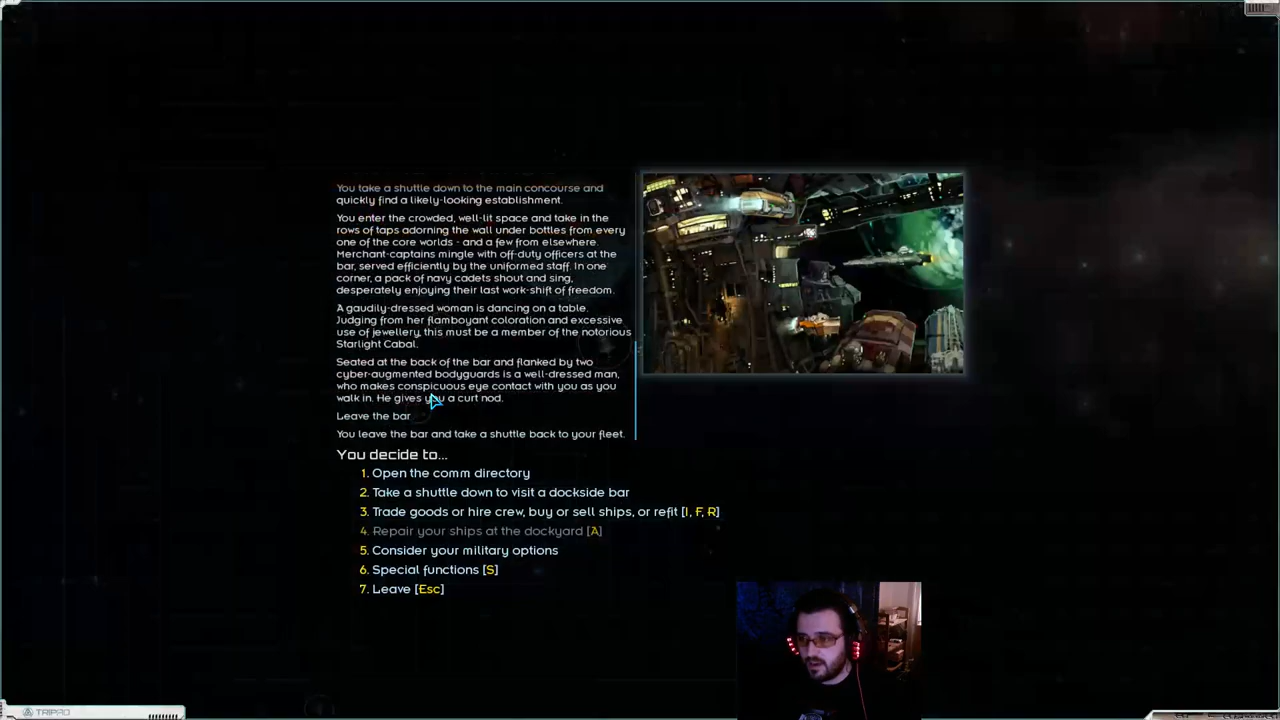 You take a shuttle down to the main concourse and
quickly find a likely-looking establishment.
You enter the crowded, well-lit space and take in the
rows of taps adorning the wall under bottles from every
one of the core worlds - and a few from elsewhere.
Merchant-captains mingle with off-duty officers at the
bar, served efficiently by the uniformed staff. In one
corner, a pack of navy cadets shout and sing,
desperately enjoying their last work-shift of freedom.
A gaudily-dressed woman is dancing on a table.
Judging from her flamboyant coloration and excessive
use of jewellery, this must be a member of the notorious
Starlight Cabal.
Seated at the back of the bar and flanked by two
cyber-augmented bodyguards is a well-dressed man,
who makes conspicuous eye contact with you as you
walk in. He gives you a curt nod.
Leave the bar
You leave the bar and take a shuttle back to your fleet.
You decide to...
1. Open the comm directory
2. Take a shuttle down to visit a dockside bar
3. Trade goods or hire crew, buy or sell ships, or refit [I, F, R]
4. Repair your ships at the dockyard [A]
5. Consider your military options
6. Special functions [S]
7. Leave [Esc]
TRIPAD